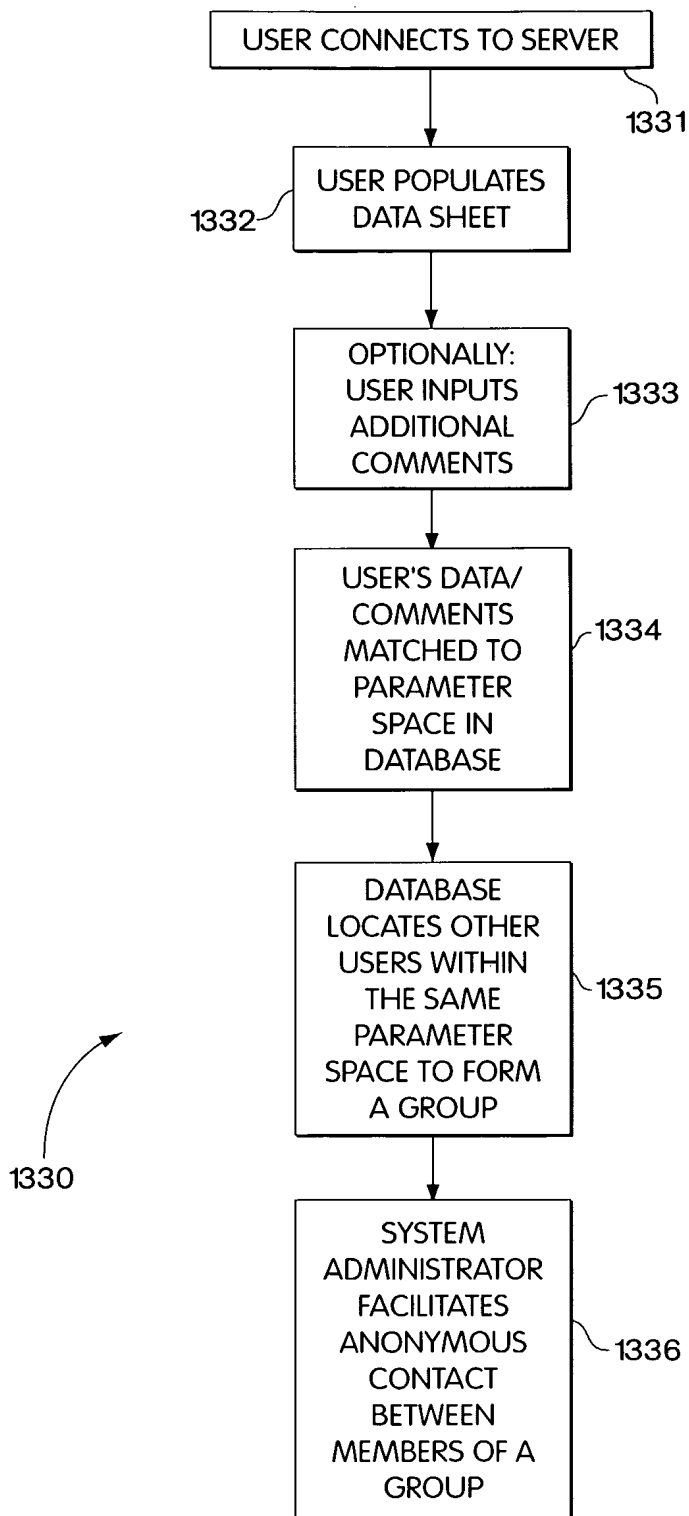 USER CONNECTS TO SERVER
1331
USER POPULATES
DATA SHEET
1332
OPTIONALLY:
USER INPUTS
ADDITIONAL
COMMENTS
1333
USER'S DATA/
COMMENTS
MATCHED TO
PARAMETER
SPACE IN
DATABASE
1334
DATABASE
LOCATES OTHER
USERS WITHIN
THE SAME
PARAMETER
SPACE TO FORM
A GROUP
1335
1330
SYSTEM
ADMINISTRATOR
FACILITATES
ANONYMOUS
CONTACT
BETWEEN
MEMBERS OF A
GROUP
1336